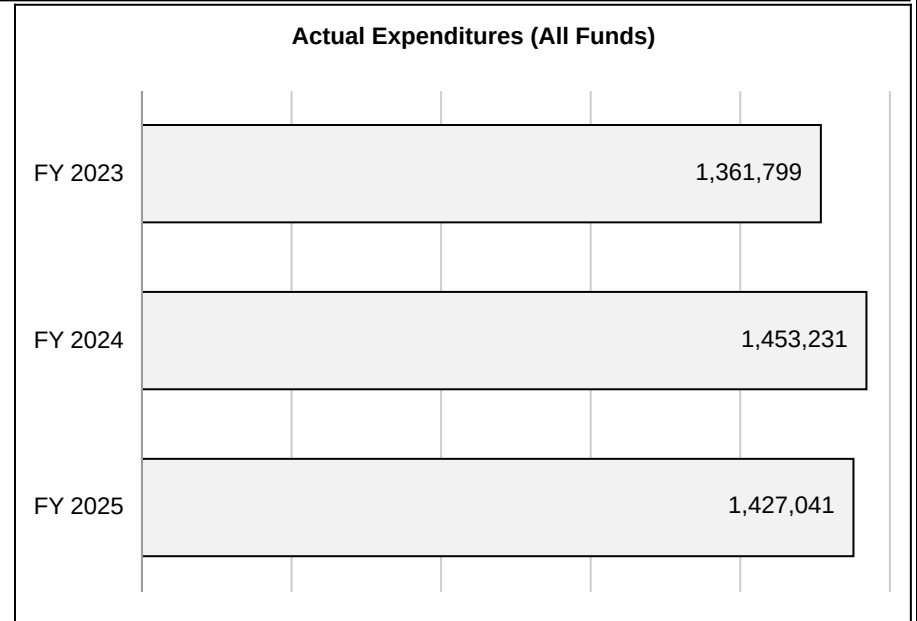 Actual Expenditures (All Funds)
FY 2023 1,361,799
FY 2024 1,453,231
FY 2025 1,427,041